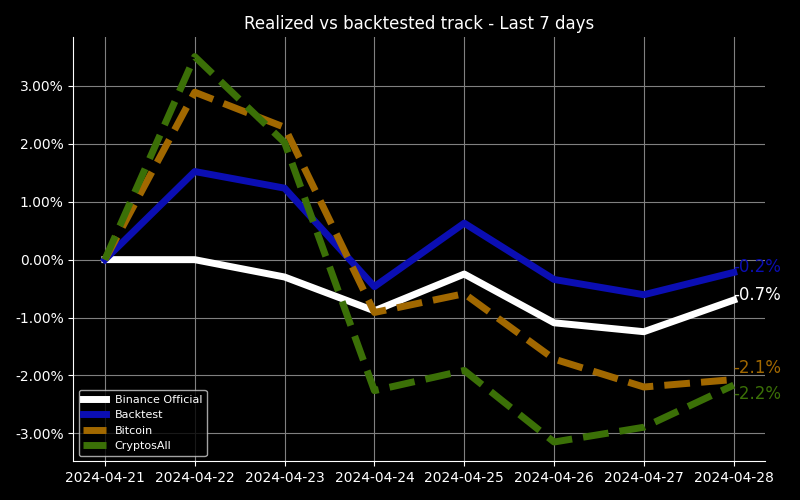 Realized vs backtested track - Last 7 days
3.00%
2.00%
1.00%
0.00%
-1.00%
-2.00%
-3.00%
-0.2%
-0.7%
-2.1%
-2.2%
Binance Official
Backtest
Bitcoin
CryptosAll
2024-04-21 2024-04-22 2024-04-23 2024-04-24 2024-04-25 2024-04-26 2024-04-27 2024-04-28